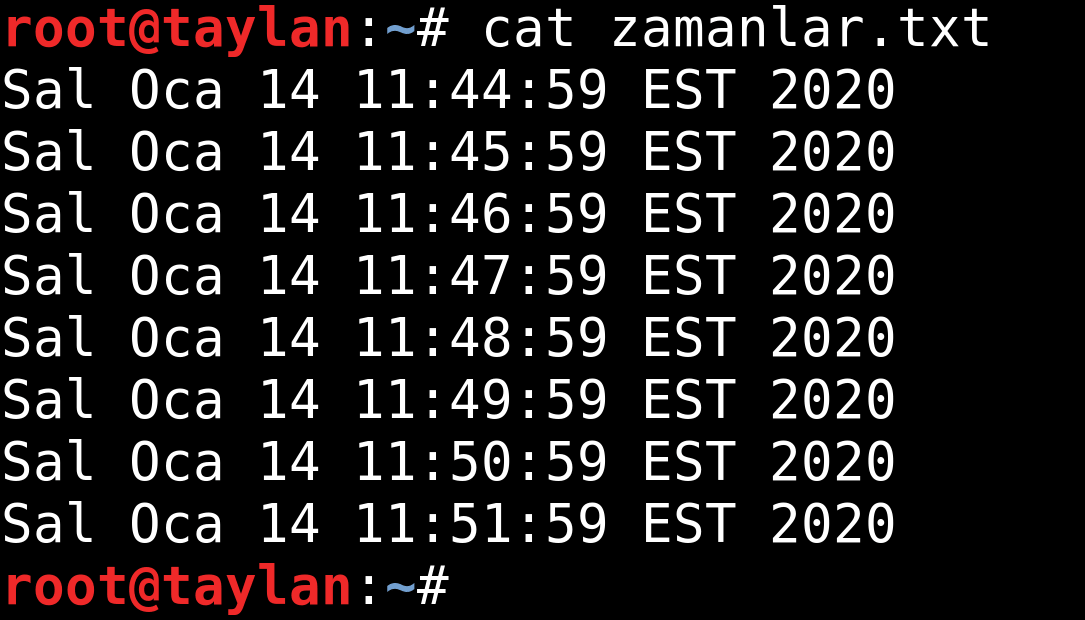 root@taylan:~# cat zamanlar.txt
Sal Oca 14 11:44:59 EST 2020
Sal Oca 14 11:45:59 EST 2020
Sal Oca 14 11:46:59 EST 2020
Sal Oca 14 11:47:59 EST 2020
Sal Oca 14 11:48:59 EST 2020
Sal Oca 14 11:49:59 EST 2020
Sal Oca 14 11:50:59 EST 2020
Sal Oca 14 11:51:59 EST 2020
root@taylan:~#